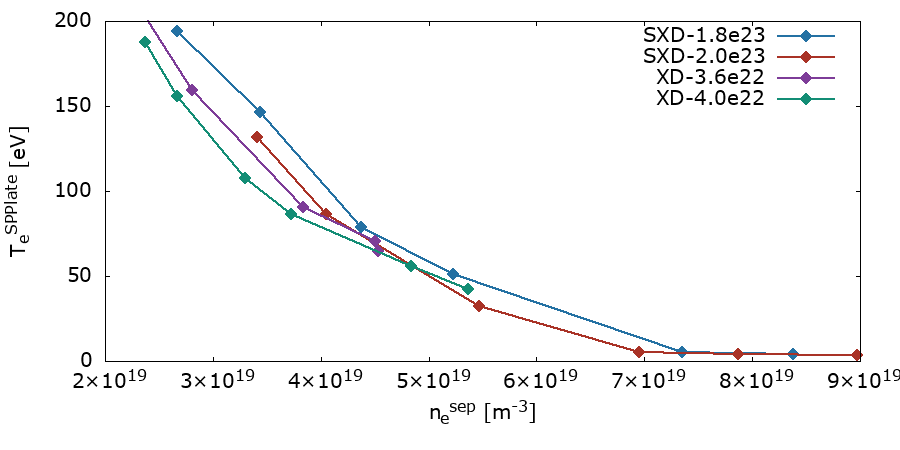 200
150
100
50
0
T_e^SPPlate [eV]
SXD-1.8e23
SXD-2.0e23
XD-3.6e22
XD-4.0e22
2×10^19 3×10^19 4×10^19 5×10^19 6×10^19 7×10^19 8×10^19 9×10^19
n_e^sep [m^-3]